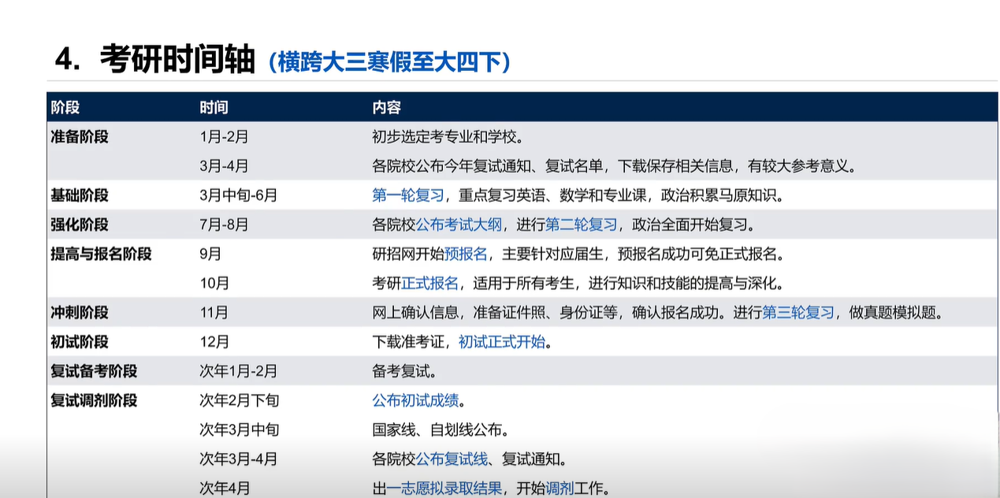 4. 考研时间轴（横跨大三寒假至大四下）
阶段 时间 内容
准备阶段 1月-2月 初步选定考专业和学校。
3月-4月 各院校公布今年复试通知、复试名单，下载保存相关信息，有较大参考意义。
基础阶段 3月中旬-6月 第一轮复习，重点复习英语、数学和专业课，政治积累马原知识。
强化阶段 7月-8月 各院校公布考试大纲，进行第二轮复习，政治全面开始复习。
提高与报名阶段 9月 研招网开始预报名，主要针对应届生，预报名成功可免正式报名。
10月 考研正式报名，适用于所有考生，进行知识和技能的提高与深化。
冲刺阶段 11月 网上确认信息，准备证件照、身份证等，确认报名成功。进行第三轮复习，做真题模拟题。
初试阶段 12月 下载准考证，初试正式开始。
复试备考阶段 次年1月-2月 备考复试。
复试调剂阶段 次年2月下旬 公布初试成绩。
次年3月中旬 国家线、自划线公布。
次年3月-4月 各院校公布复试线、复试通知。
次年4月 出一志愿拟录取结果，开始调剂工作。